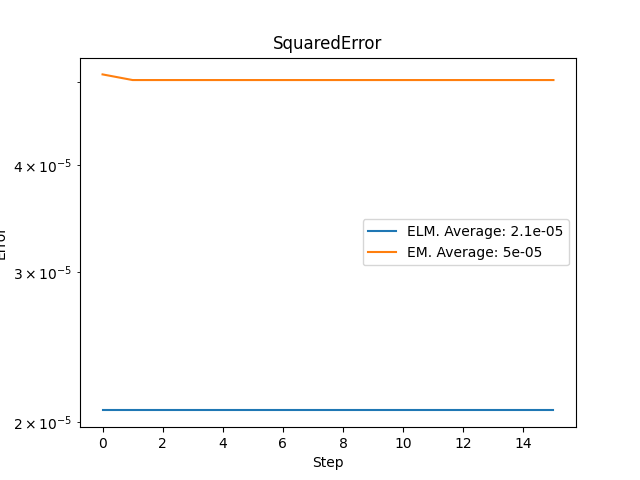 SquaredError
4 × 10⁻⁵
3 × 10⁻⁵
2 × 10⁻⁵
Error
ELM. Average: 2.1e-05
EM. Average: 5e-05
0 2 4 6 8 10 12 14
Step